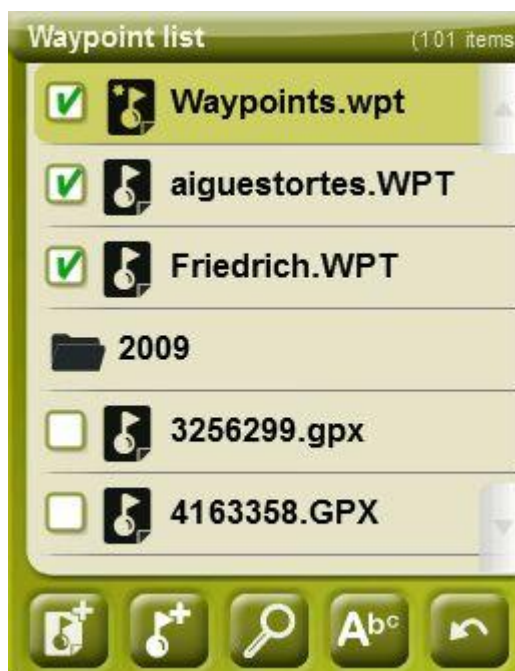 Waypoint list (101 items
Waypoints.wpt
aiguestortes.WPT
Friedrich.WPT
2009
3256299.gpx
4163358.GPX
Abc